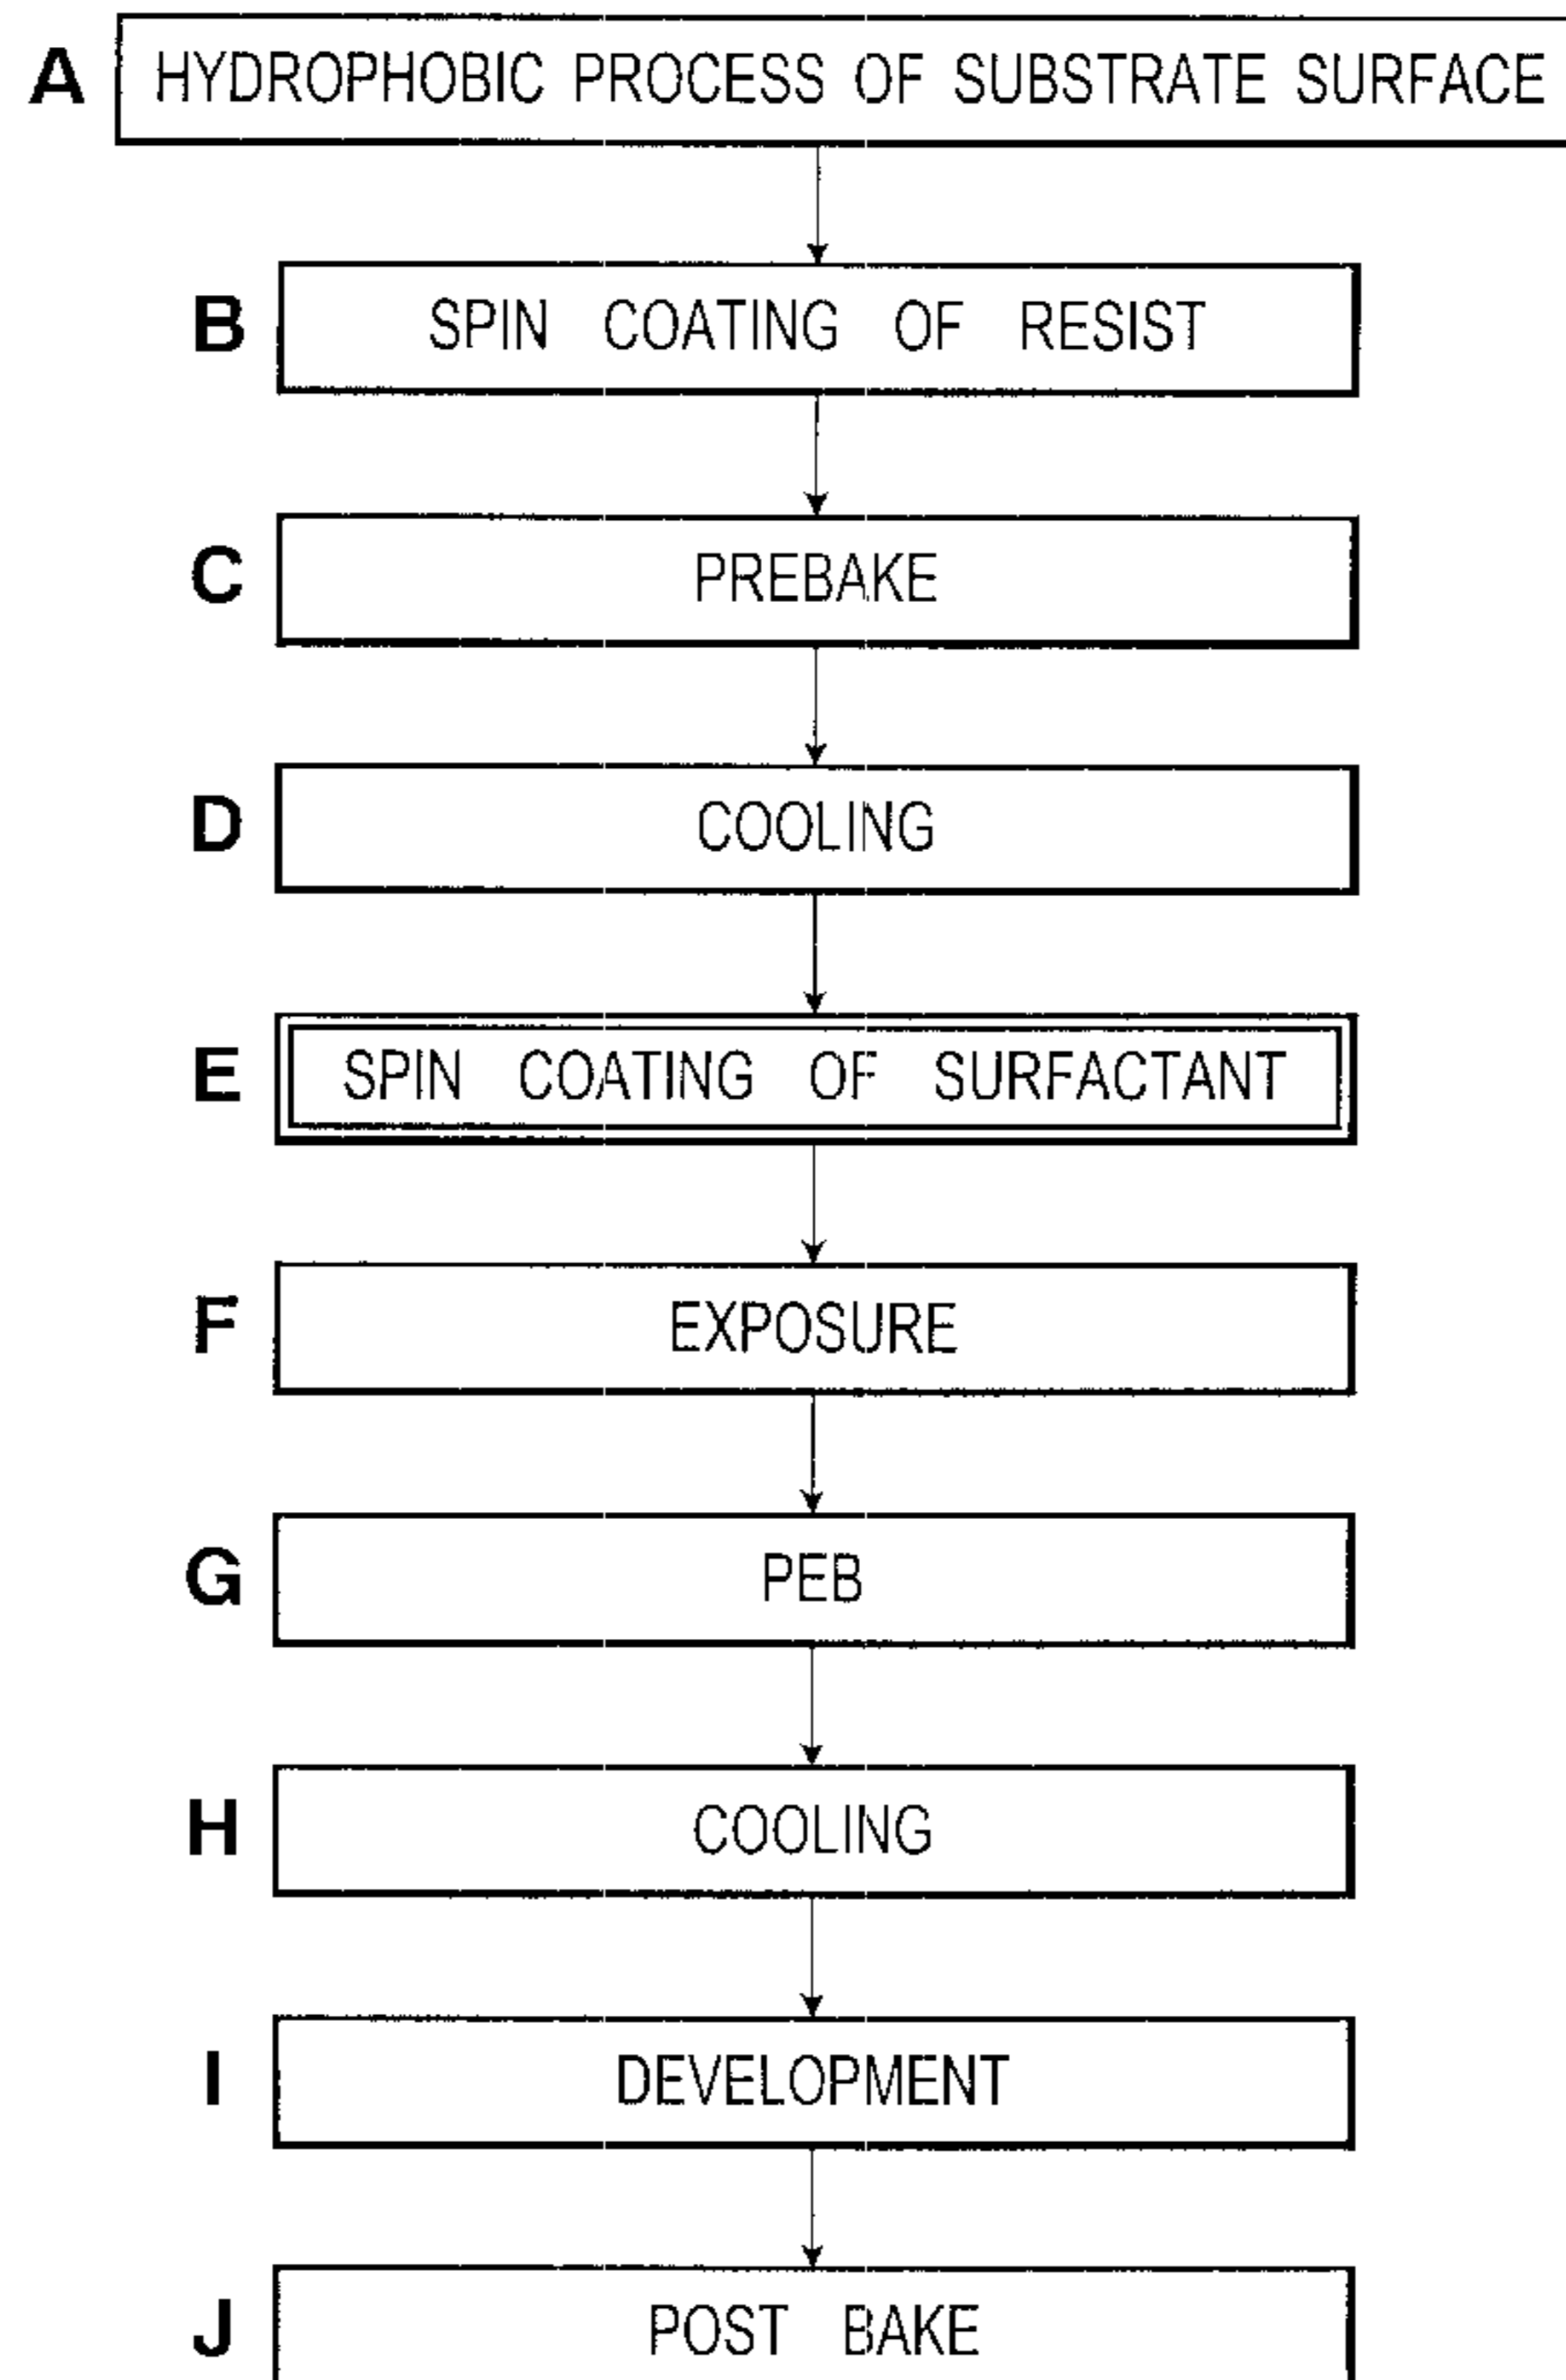 A HYDROPHOBIC PROCESS OF SUBSTRATE SURFACE
B SPIN COATING OF RESIST
C PREBAKE
D COOLING
E SPIN COATING OF SURFACTANT
F EXPOSURE
G PEB
H COOLING
I DEVELOPMENT
J POST BAKE